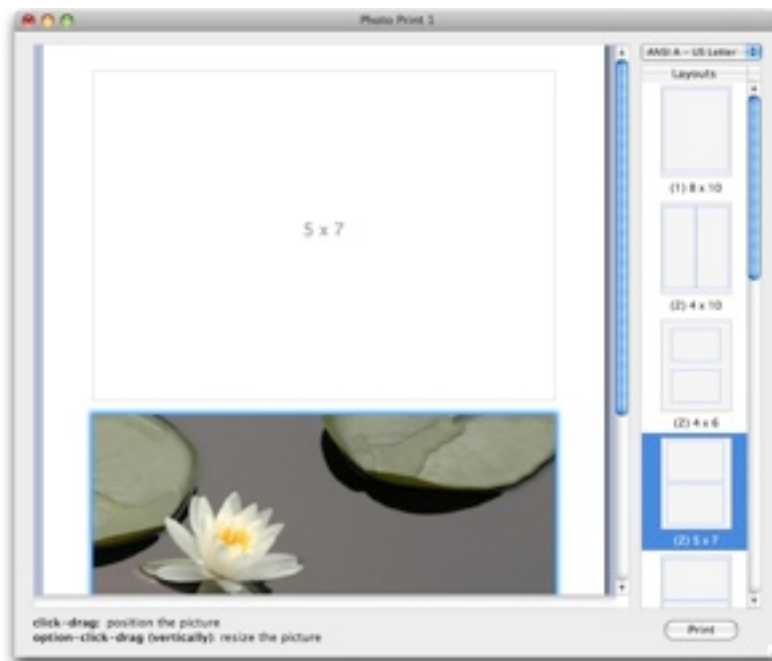 Photo Print 1
ANSI A - US Letter
Layouts
5 x 7
(1) 8 x 10
(2) 4 x 10
(2) 4 x 6
(2) 5 x 7
click-drag: position the picture
option-click-drag (vertically): resize the picture
Print